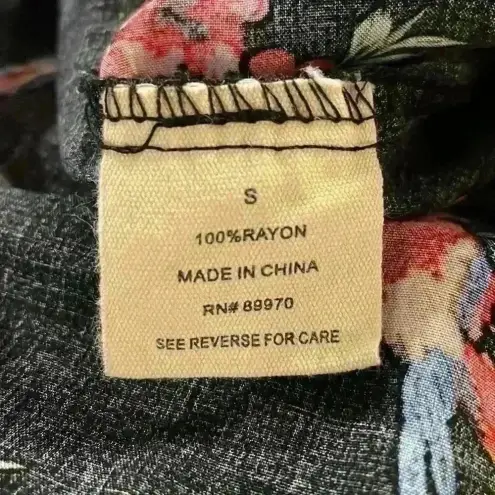 S
100%RAYON
MADE IN CHINA
RN# 89970
SEE REVERSE FOR CARE